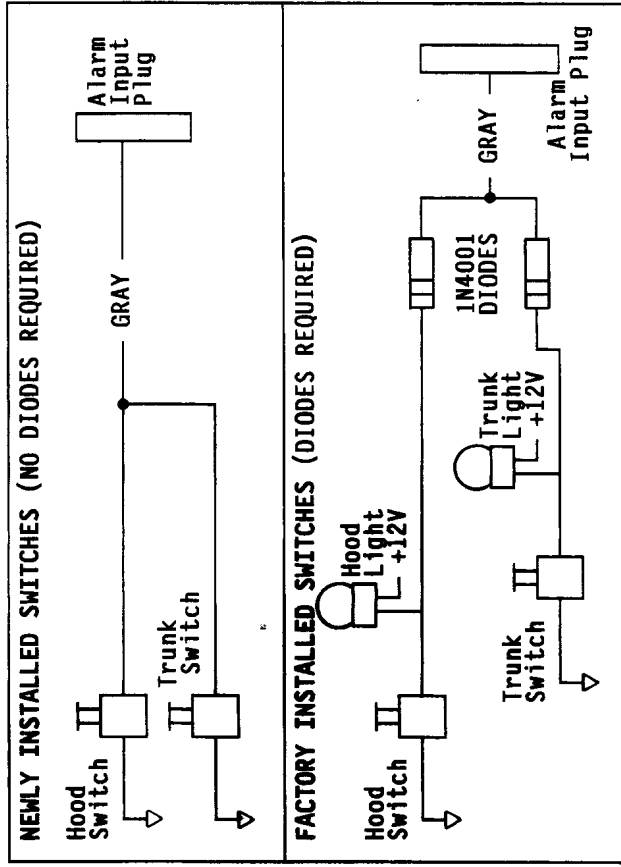 NEWLY INSTALLED SWITCHES (NO DIODES REQUIRED)
Hood
Switch
Trunk
Switch
GRAY
Alarm
Input
Plug
FACTORY INSTALLED SWITCHES (DIODES REQUIRED)
Hood
Switch
Hood
Light
+12V
Trunk
Switch
Trunk
Light
+12V
1N4001
DIODES
GRAY
Alarm
Input Plug